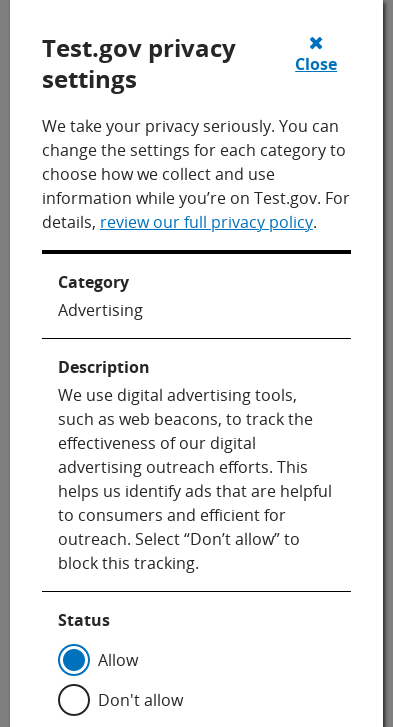 Test.gov privacy
settings
Close
We take your privacy seriously. You can
change the settings for each category to
choose how we collect and use
information while you’re on Test.gov. For
details, review our full privacy policy.
Category
Advertising
Description
We use digital advertising tools,
such as web beacons, to track the
effectiveness of our digital
advertising outreach efforts. This
helps us identify ads that are helpful
to consumers and efficient for
outreach. Select “Don’t allow” to
block this tracking.
Status
Allow
Don't allow